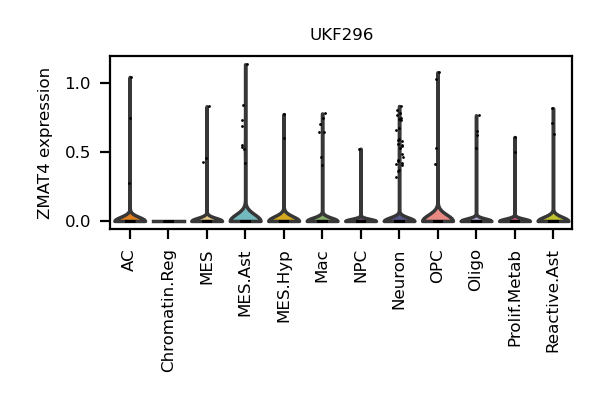 UKF296
ZMAT4 expression
1.0
0.5
0.0
AC
Chromatin.Reg
MES
MES.Ast
MES.Hyp
Mac
NPC
Neuron
OPC
Oligo
Prolif.Metab
Reactive.Ast